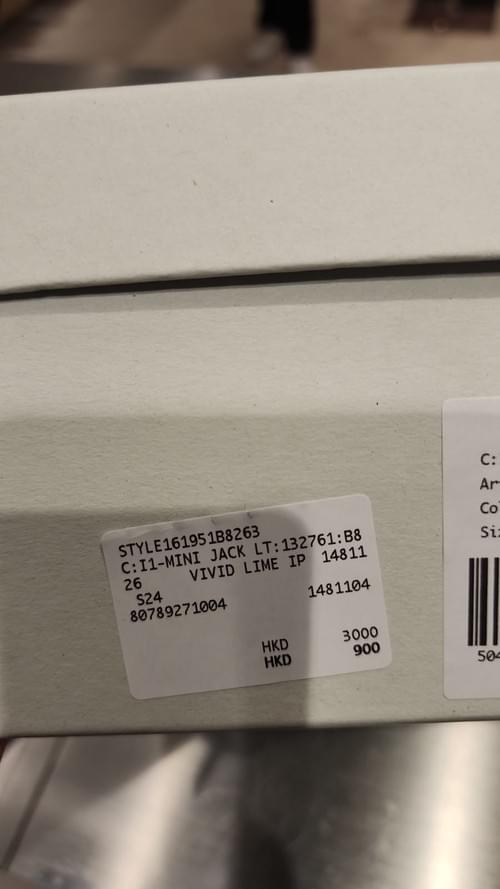 STYLE161951B8263
C:I1-MINI JACK LT:132761:B8
26 VIVID LIME IP 14811
S24
80789271004 1481104
HKD 3000
HKD 900
C:
Ar
Co
Si
504